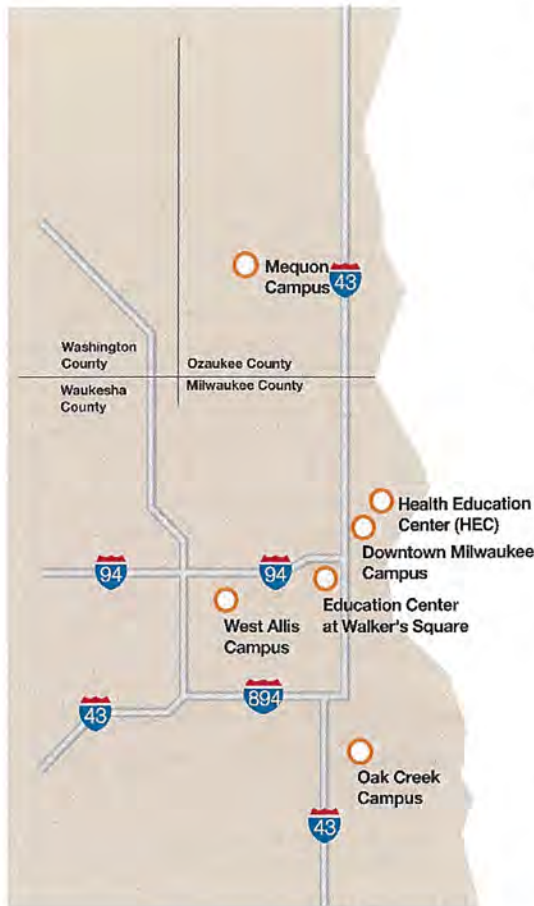 Mequon
Campus
43
Washington
County
Ozaukee County
Waukesha
County
Milwaukee County
Health Education
Center (HEC)
Downtown Milwaukee
Campus
94
94
Education Center
at Walker's Square
West Allis
Campus
43
894
Oak Creek
Campus
43